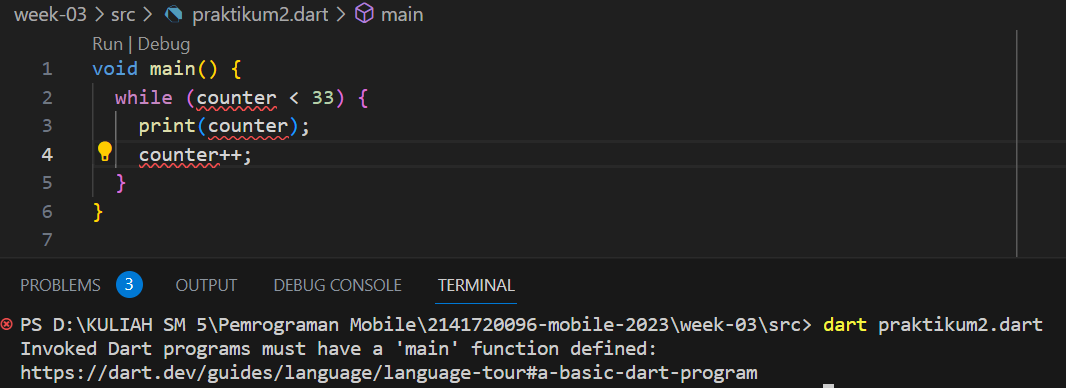 week-03 > src > praktikum2.dart > main
Run | Debug
1 void main() {
2 while (counter < 33) {
3 print(counter);
4 counter++;
5 }
6 }
7
PROBLEMS 3 OUTPUT DEBUG CONSOLE TERMINAL
PS D:\KULIAH SM 5\Pemrograman Mobile\2141720096-mobile-2023\week-03\src> dart praktikum2.dart
Invoked Dart programs must have a 'main' function defined:
https://dart.dev/guides/language/language-tour#a-basic-dart-program